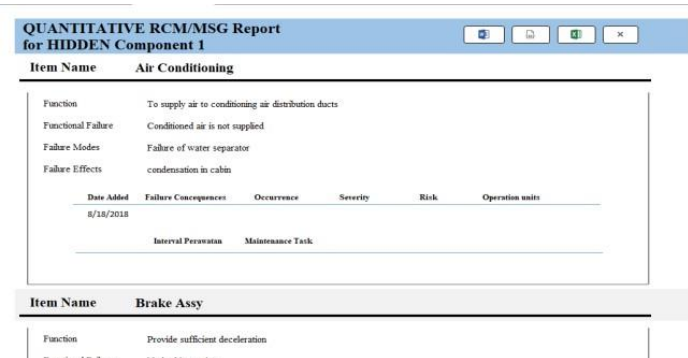 QUANTITATIVE RCM/MSG Report
for HIDDEN Component 1
Item Name Air Conditioning
Function To supply air to conditioning air distribution ducts
Functional Failure Conditioned air is not supplied
Failure Modes Failure of water separator
Failure Effects condensation in cabin
Date Added Failure Concequences Occurrence Severity Risk Operation units
8/18/2018
Interval Perawatan Maintenance Task
Item Name Brake Assy
Function Provide sufficient deceleration